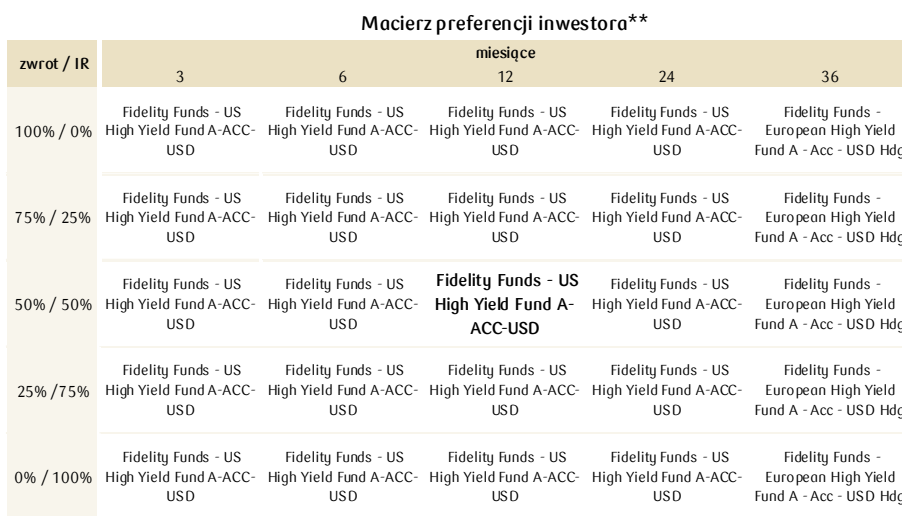 Macierz preferencji inwestora**
zwrot / IR
miesiące
3 6 12 24 36
100% / 0%
Fidelity Funds - US Fidelity Funds - US Fidelity Funds - US Fidelity Funds - US Fidelity Funds -
High Yield Fund A-ACC- High Yield Fund A-ACC- High Yield Fund A-ACC- High Yield Fund A-ACC- European High Yield
USD USD USD USD Fund A - Acc - USD Hdg
75% / 25%
Fidelity Funds - US Fidelity Funds - US Fidelity Funds - US Fidelity Funds - US Fidelity Funds -
High Yield Fund A-ACC- High Yield Fund A-ACC- High Yield Fund A-ACC- High Yield Fund A-ACC- European High Yield
USD USD USD USD Fund A - Acc - USD Hdg
50% / 50%
Fidelity Funds - US Fidelity Funds - US Fidelity Funds - US Fidelity Funds - US Fidelity Funds -
High Yield Fund A-ACC- High Yield Fund A-ACC- High Yield Fund A- High Yield Fund A-ACC- European High Yield
USD USD ACC-USD USD Fund A - Acc - USD Hdg
25% /75%
Fidelity Funds - US Fidelity Funds - US Fidelity Funds - US Fidelity Funds - US Fidelity Funds -
High Yield Fund A-ACC- High Yield Fund A-ACC- High Yield Fund A-ACC- High Yield Fund A-ACC- European High Yield
USD USD USD USD Fund A - Acc - USD Hdg
0% / 100%
Fidelity Funds - US Fidelity Funds - US Fidelity Funds - US Fidelity Funds - US Fidelity Funds -
High Yield Fund A-ACC- High Yield Fund A-ACC- High Yield Fund A-ACC- High Yield Fund A-ACC- European High Yield
USD USD USD USD Fund A - Acc - USD Hdg